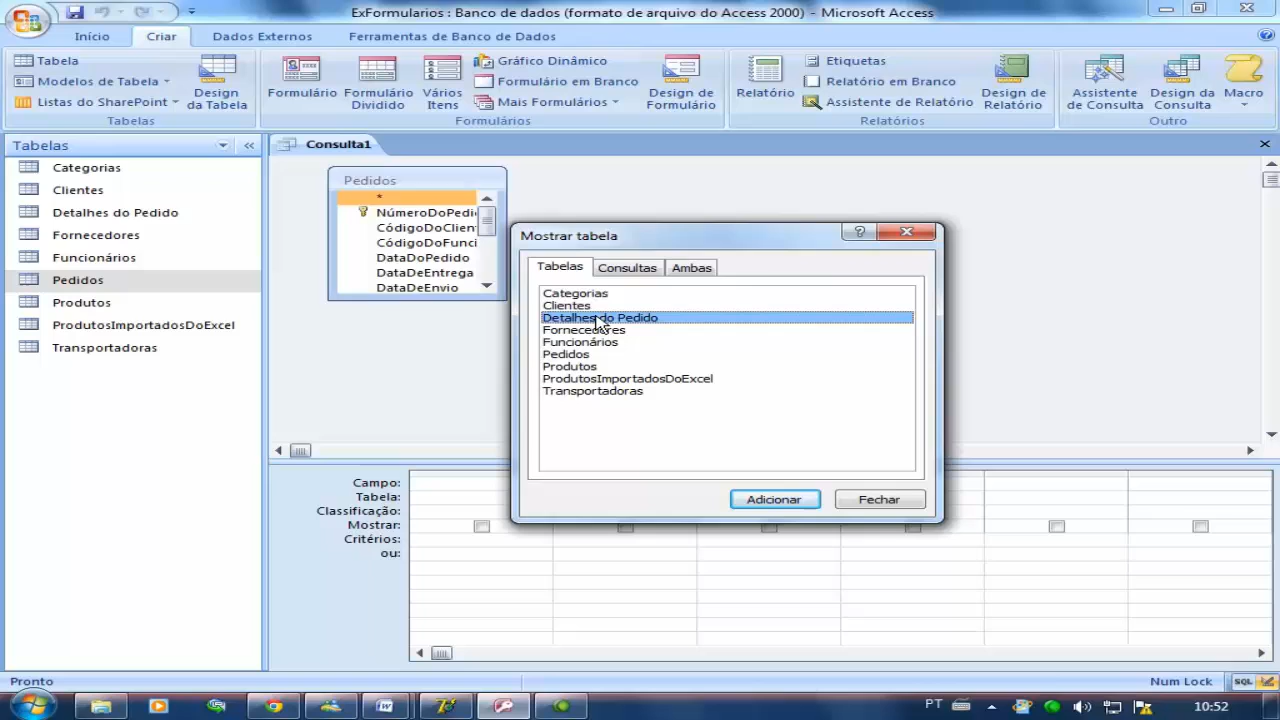 ExFormularios : Banco de dados (formato de arquivo do Access 2000) - Microsoft Access
Início Criar Dados Externos Ferramentas de Banco de Dados
Tabela
Modelos de Tabela
Listas do SharePoint
Design da Tabela
Tabelas
Formulário
Formulário Dividido
Vários Itens
Gráfico Dinâmico
Formulário em Branco
Mais Formulários
Design de Formulário
Formulários
Relatório
Etiquetas
Relatório em Branco
Assistente de Relatório
Design de Relatório
Relatórios
Assistente de Consulta
Design da Consulta
Macro
Outro
Tabelas
Categorias
Clientes
Detalhes do Pedido
Fornecedores
Funcionários
Pedidos
Produtos
ProdutosImportadosDoExcel
Transportadoras
Consulta1
Pedidos
*
NúmeroDoPedi
CódigoDoClien
CódigoDoFunci
DataDoPedido
DataDeEntrega
DataDeEnvio
Mostrar tabela
Tabelas Consultas Ambas
Categorias
Clientes
Detalhes do Pedido
Fornecedores
Funcionários
Pedidos
Produtos
ProdutosImportadosDoExcel
Transportadoras
Adicionar Fechar
Campo:
Tabela:
Classificação:
Mostrar:
Critérios:
ou:
Pronto
Num Lock
SQL
PT
10:52